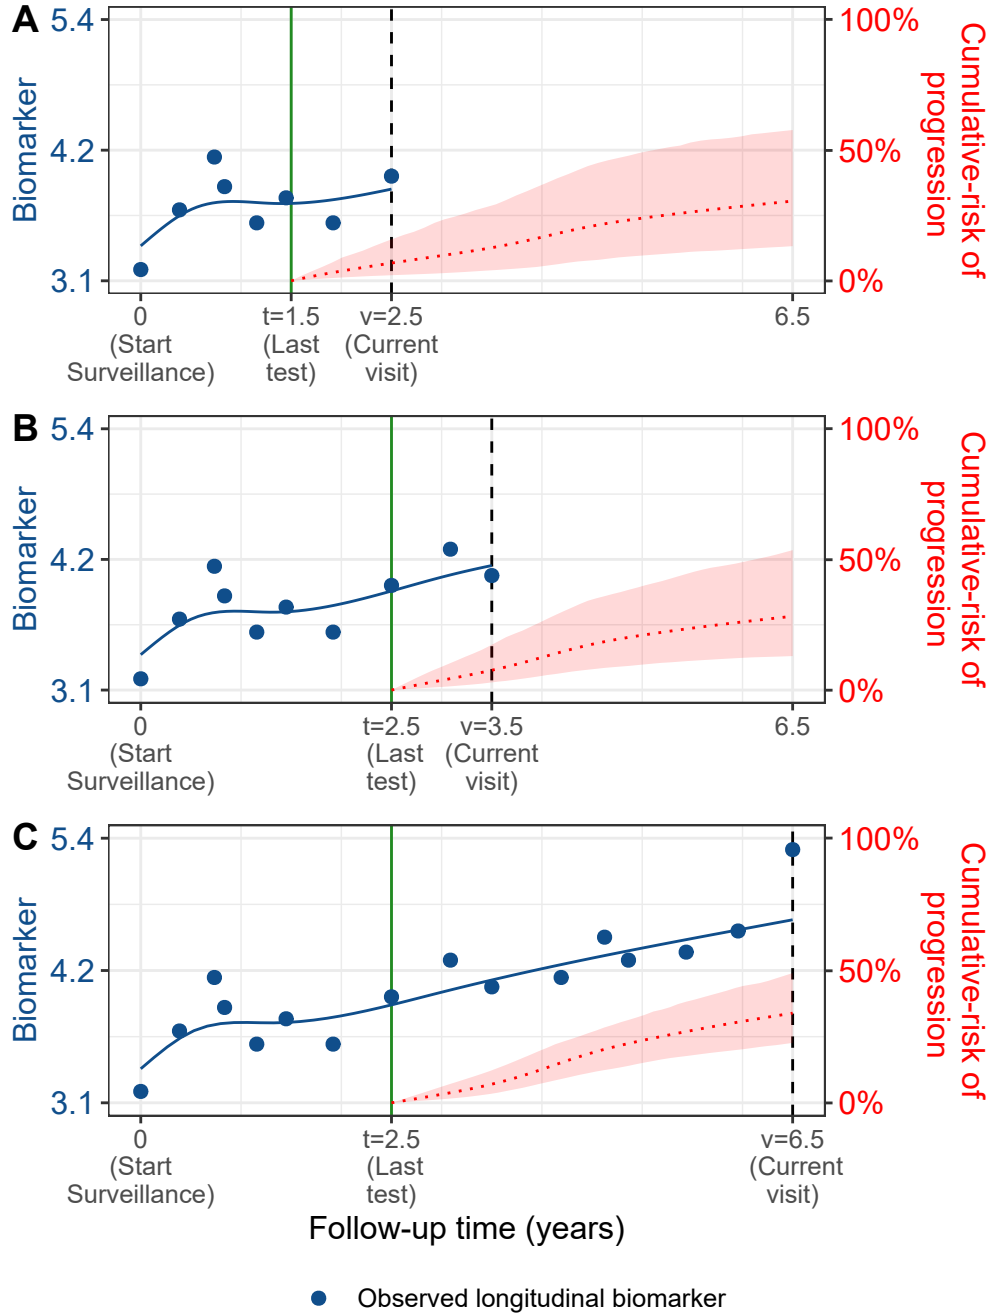 A
5.4
4.2
3.1
Biomarker
100%
50%
0%
Cumulative-risk of
progression
0
(Start
Surveillance)
t=1.5
(Last
test)
v=2.5
(Current
visit)
6.5
B
5.4
4.2
3.1
Biomarker
100%
50%
0%
Cumulative-risk of
progression
0
(Start
Surveillance)
t=2.5
(Last
test)
v=3.5
(Current
visit)
6.5
C
5.4
4.2
3.1
Biomarker
100%
50%
0%
Cumulative-risk of
progression
0
(Start
Surveillance)
t=2.5
(Last
test)
v=6.5
(Current
visit)
Follow-up time (years)
Observed longitudinal biomarker